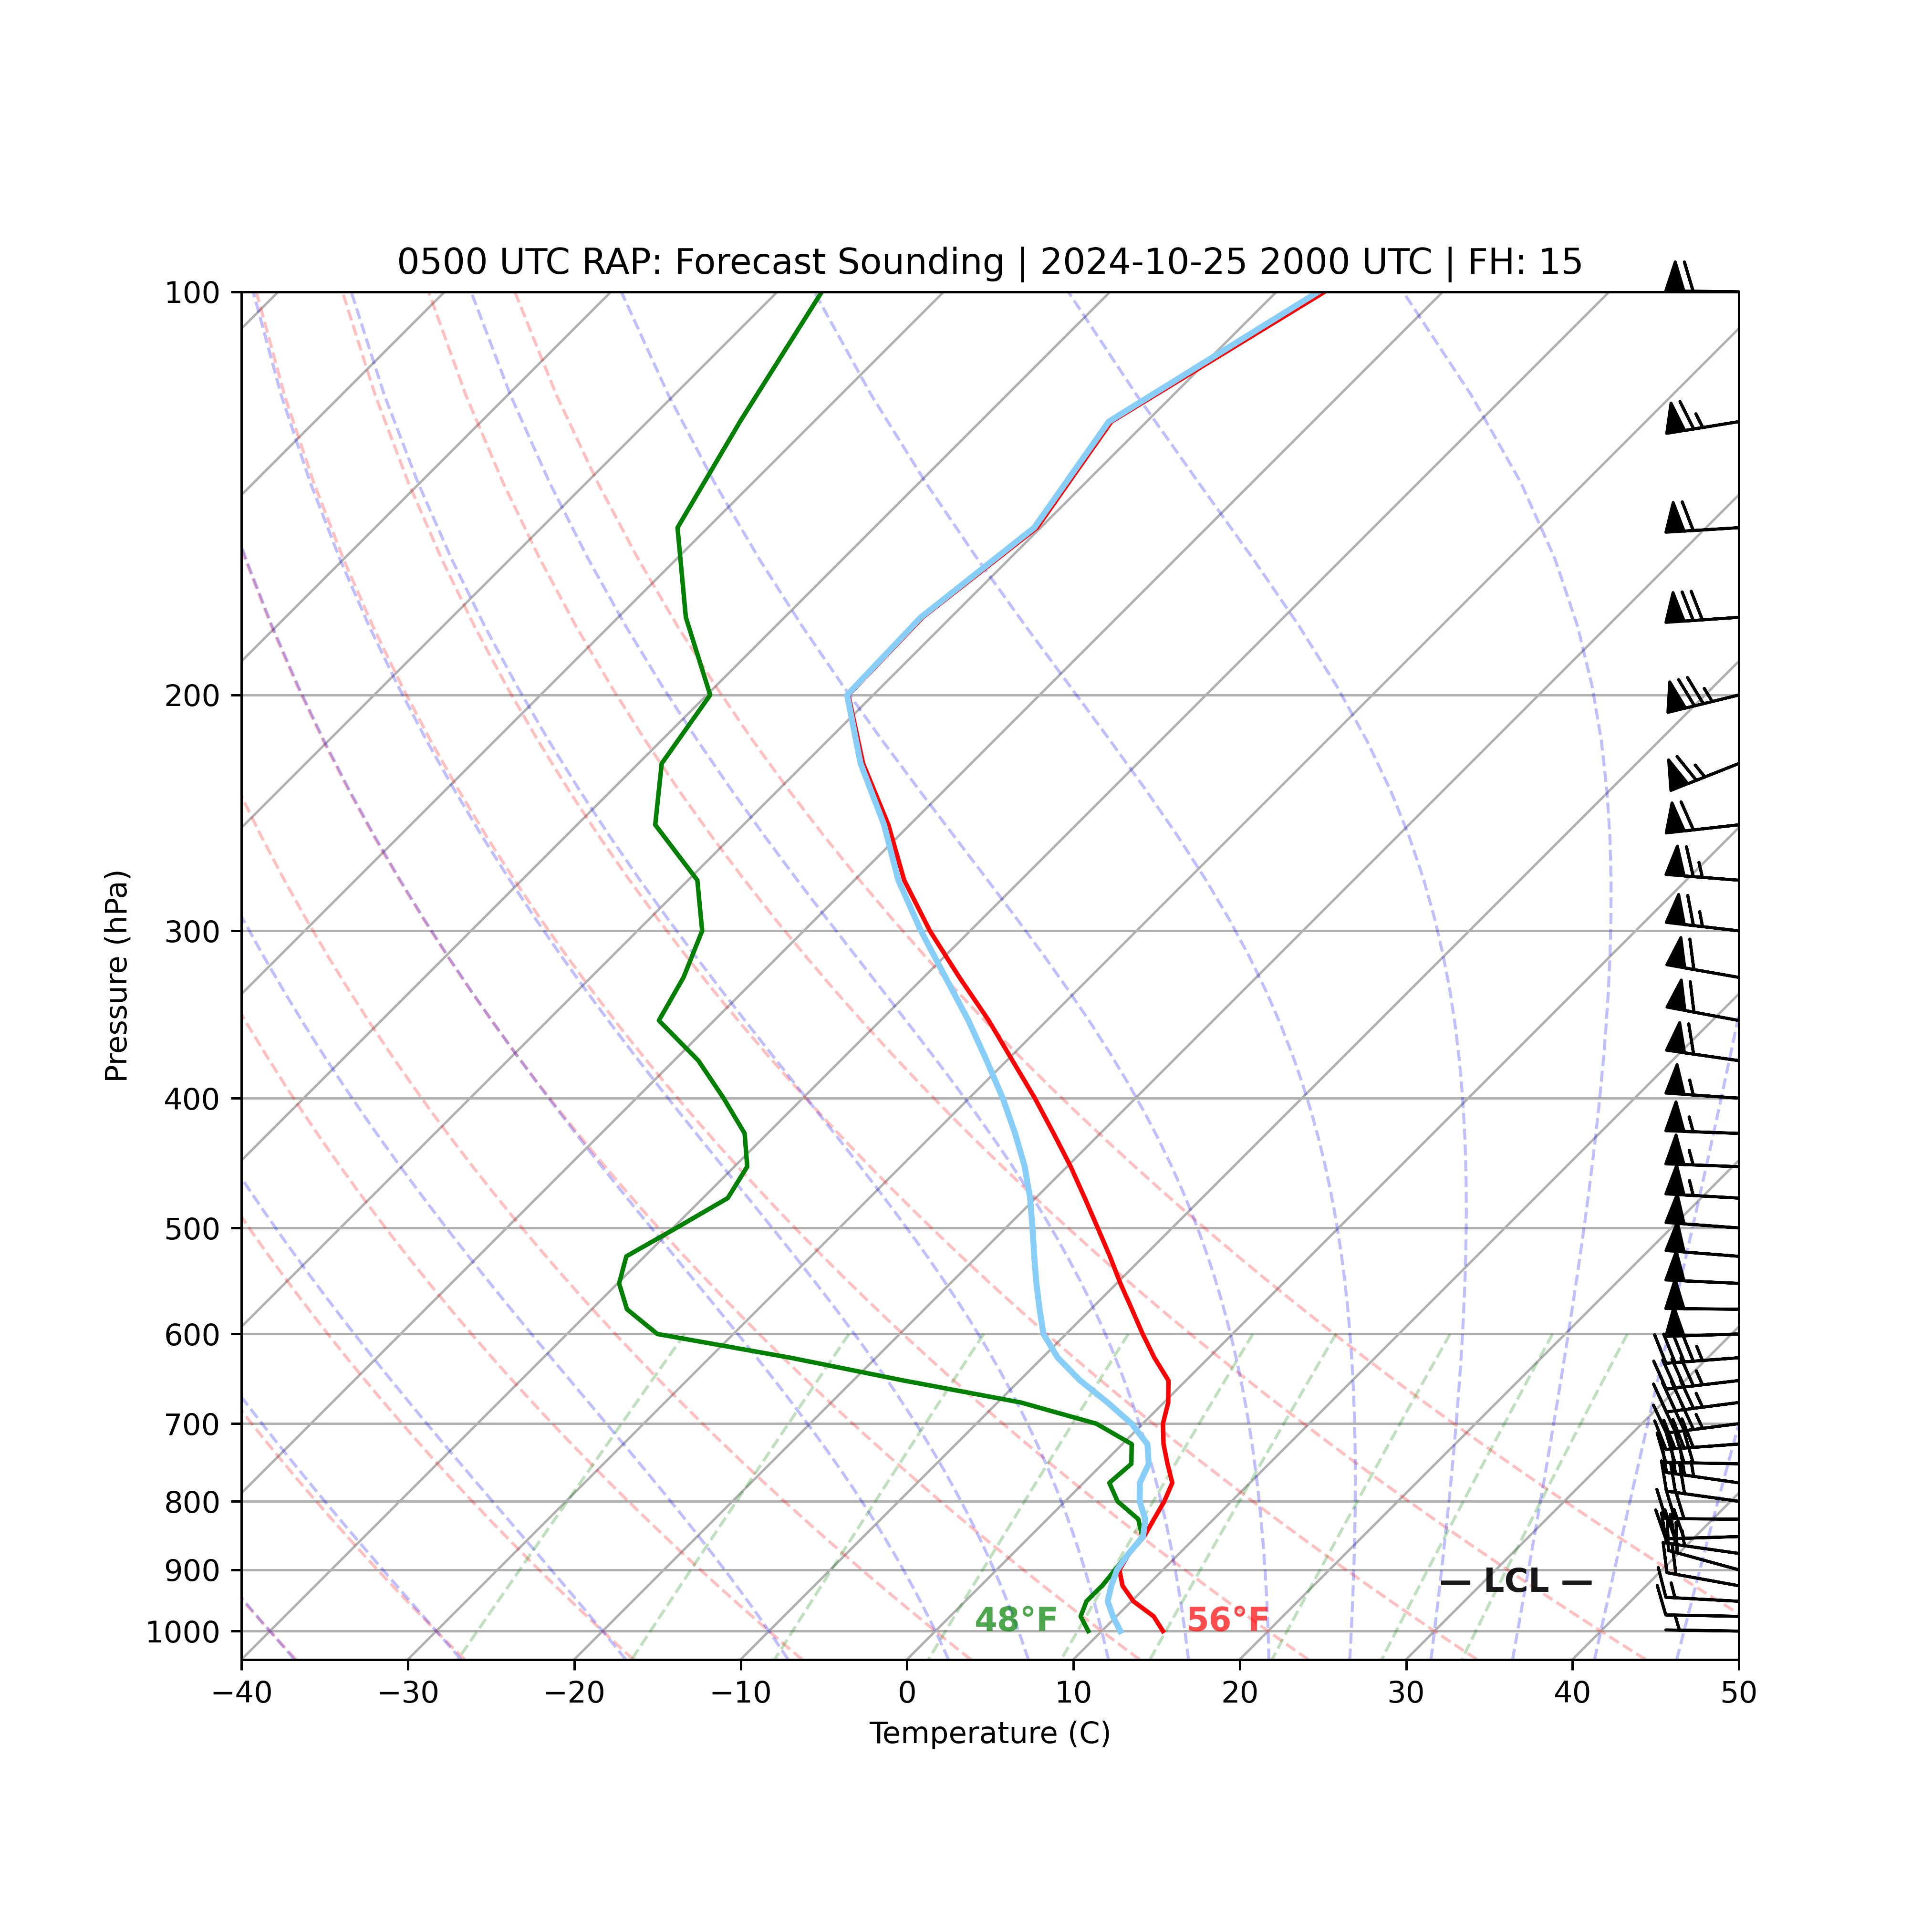 0500 UTC RAP: Forecast Sounding | 2024-10-25 2000 UTC | FH: 15
100
200
300
400
500
600
700
800
900
1000
Pressure (hPa)
— LCL —
48°F
56°F
−40 −30 −20 −10 0 10 20 30 40 50
Temperature (C)